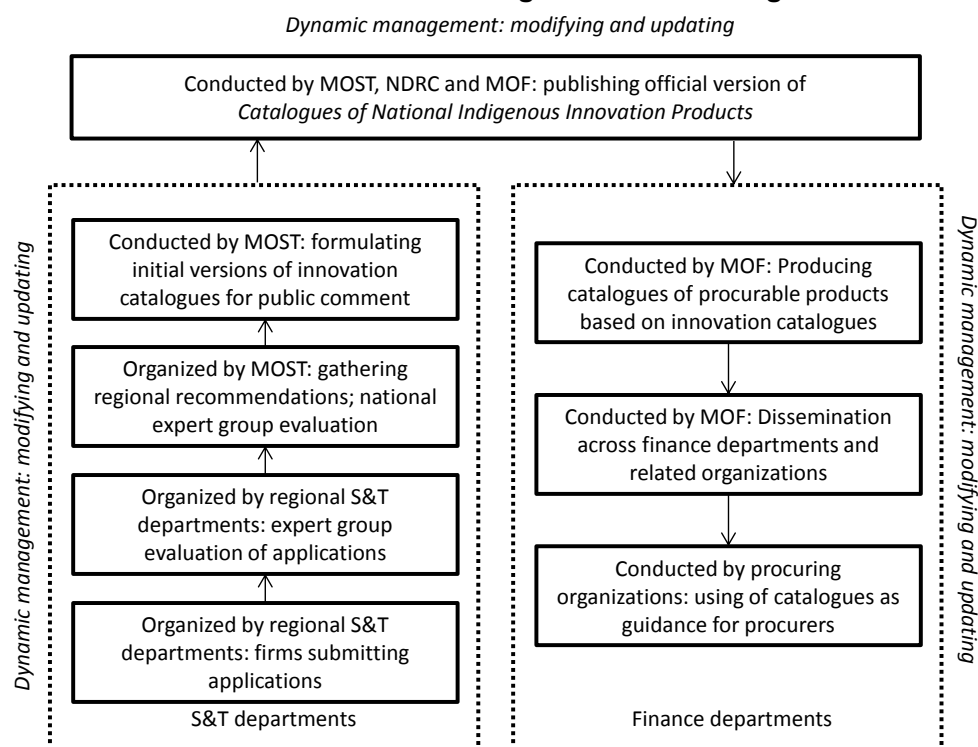 Dynamic management: modifying and updating
Conducted by MOST, NDRC and MOF: publishing official version of
Catalogues of National Indigenous Innovation Products
Dynamic management: modifying and updating
Conducted by MOST: formulating
initial versions of innovation
catalogues for public comment
Organized by MOST: gathering
regional recommendations; national
expert group evaluation
Organized by regional S&T
departments: expert group
evaluation of applications
Organized by regional S&T
departments: firms submitting
applications
S&T departments
Conducted by MOF: Producing
catalogues of procurable products
based on innovation catalogues
Conducted by MOF: Dissemination
across finance departments and
related organizations
Conducted by procuring
organizations: using of catalogues as
guidance for procurers
Finance departments
Dynamic management: modifying and updating